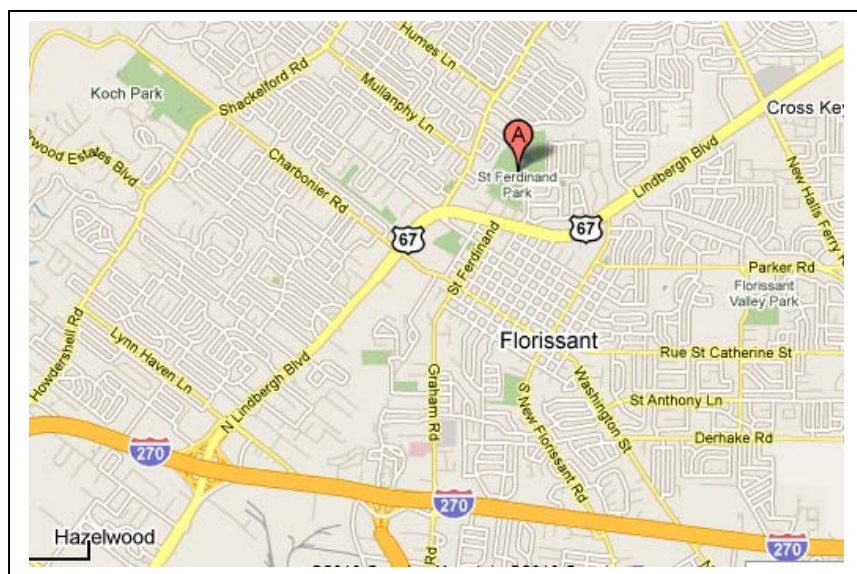 Humes Ln
Koch Park
Shackelford Rd
Mullanphy Ln
Cross Key
A
Lindbergh Blvd
New Halls Ferry R
rwood Estates Blvd
Charbonier Rd
St Ferdinand
Park
67
67
St Ferdinand
Parker Rd
Florissant
Valley Park
Howdershell Rd
Lynn Haven Ln
N Lindbergh Blvd
Florissant
Rue St Catherine St
Graham Rd
S New Florissant Rd
Washington St
St Anthony Ln
Derhake Rd
270
270
270
Hazelwood
Rd